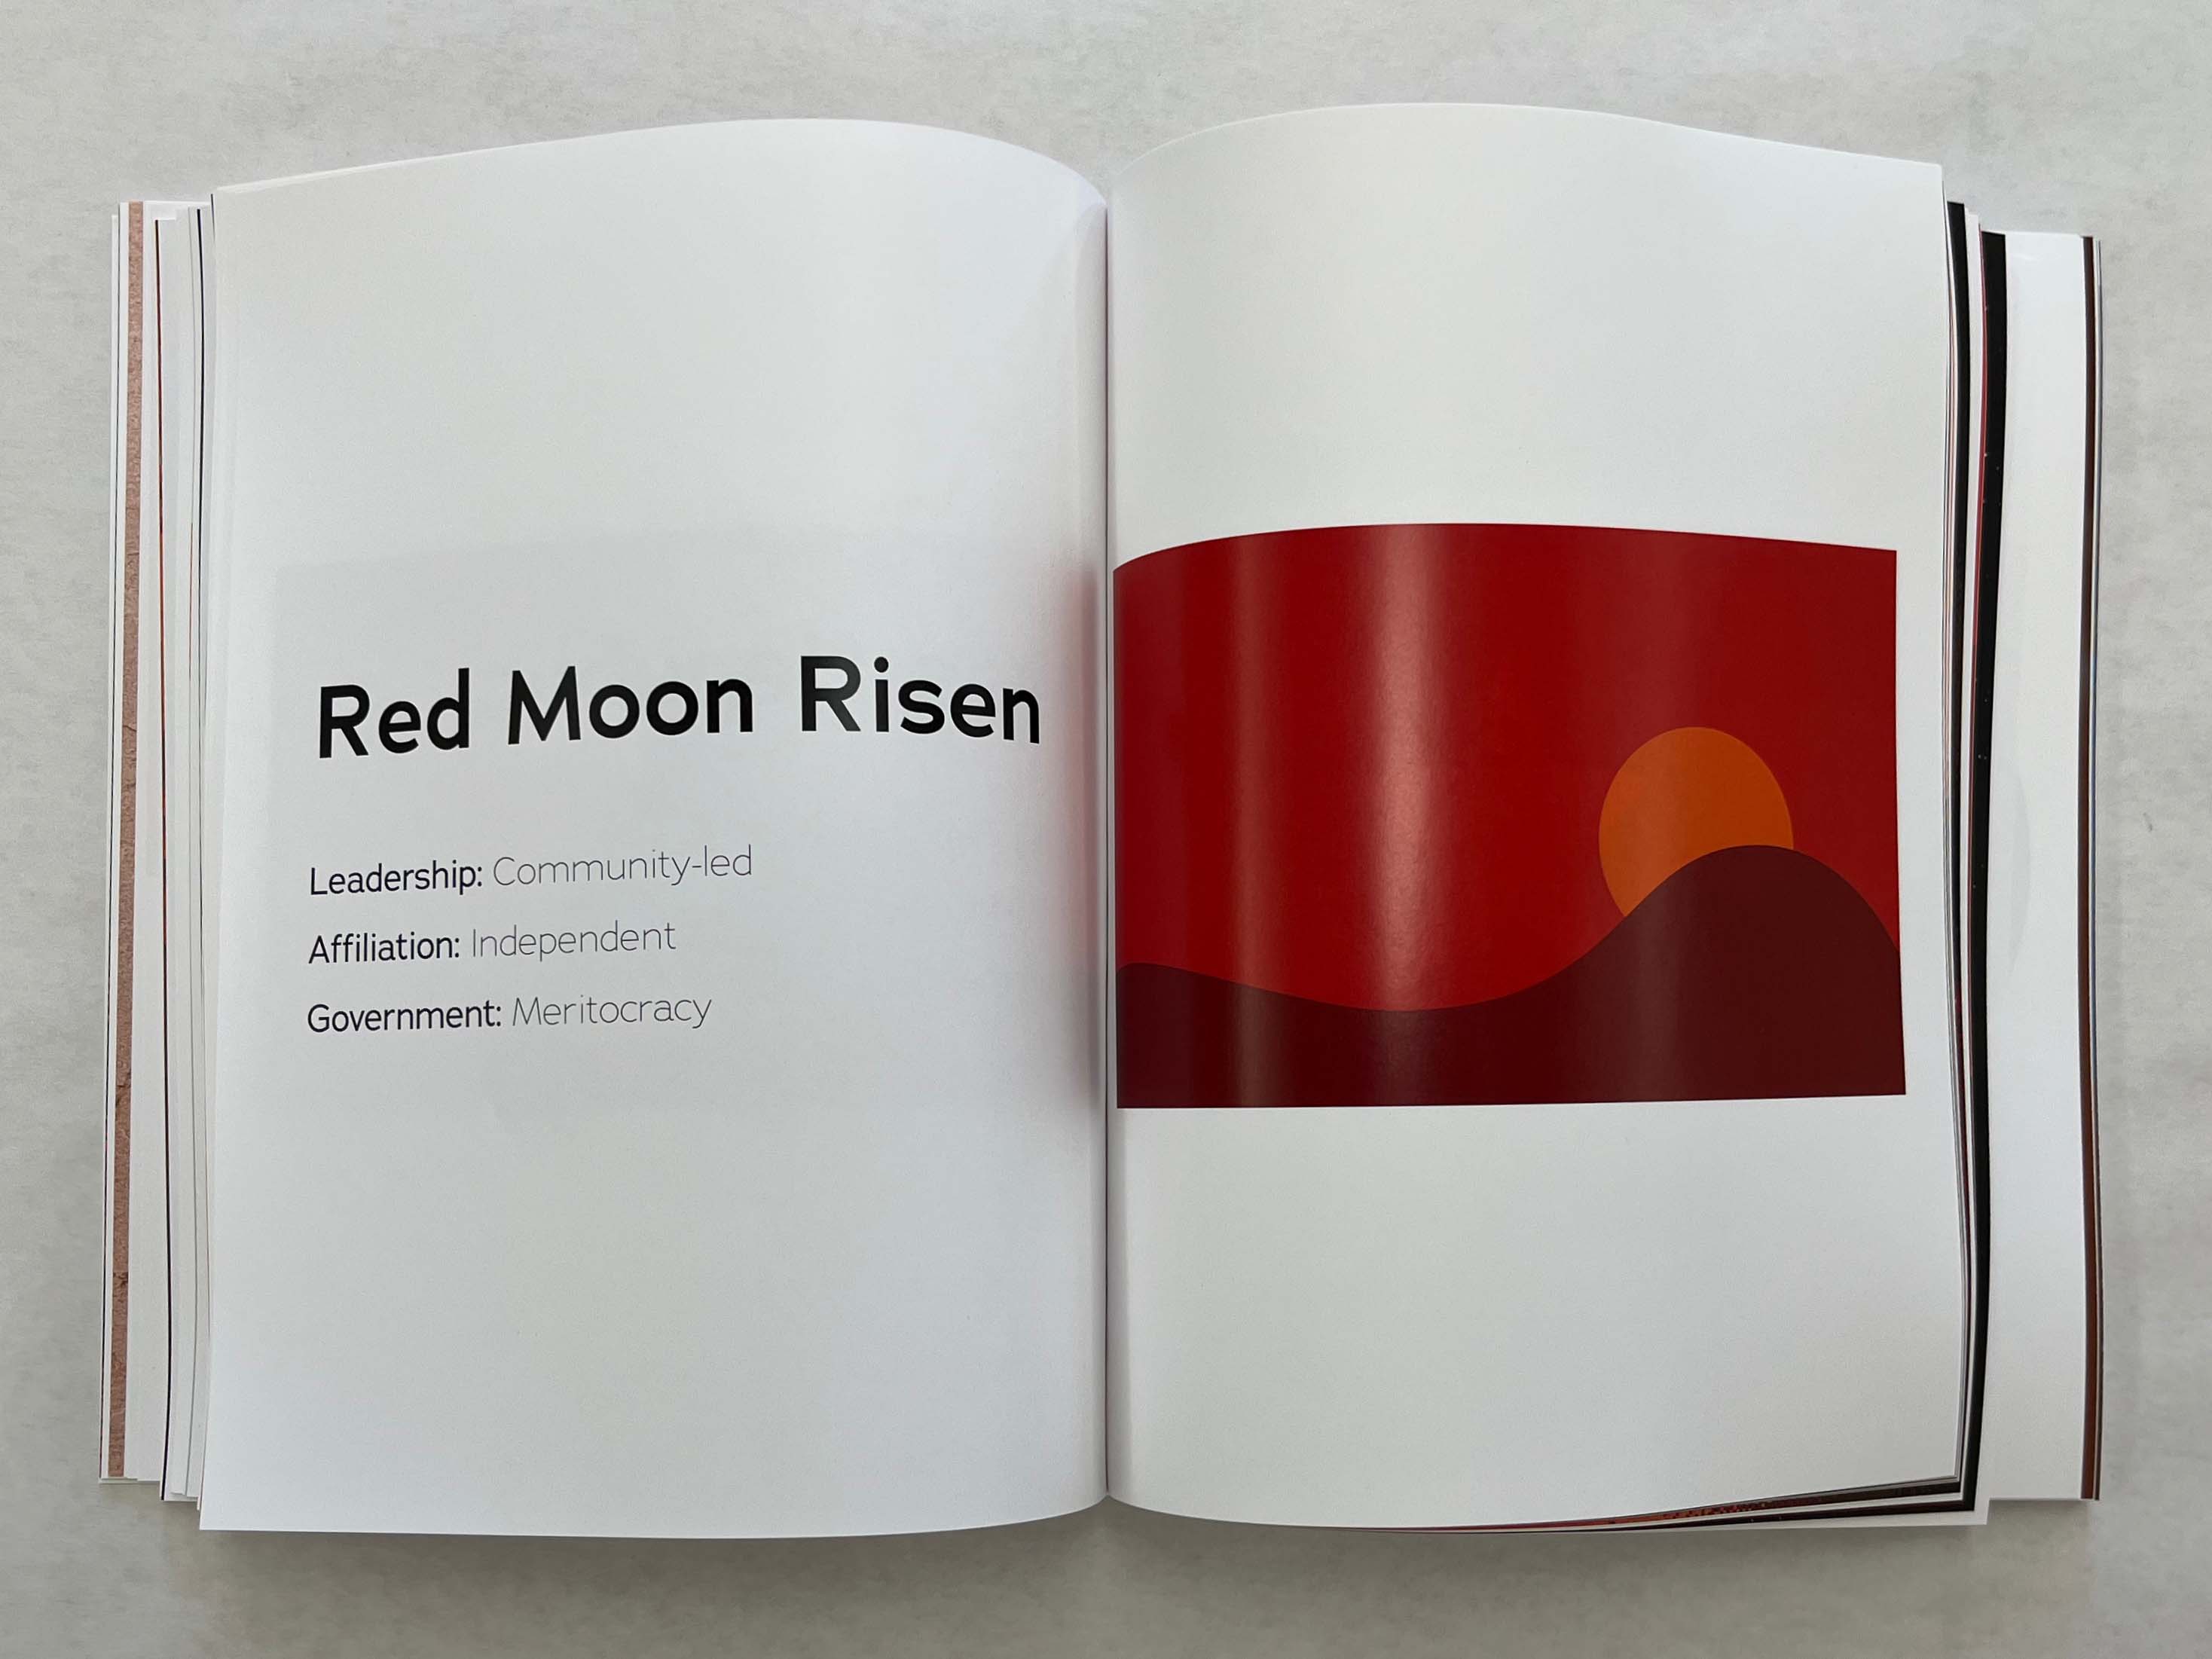 Red Moon Risen
Leadership: Community-led
Affiliation: Independent
Government: Meritocracy